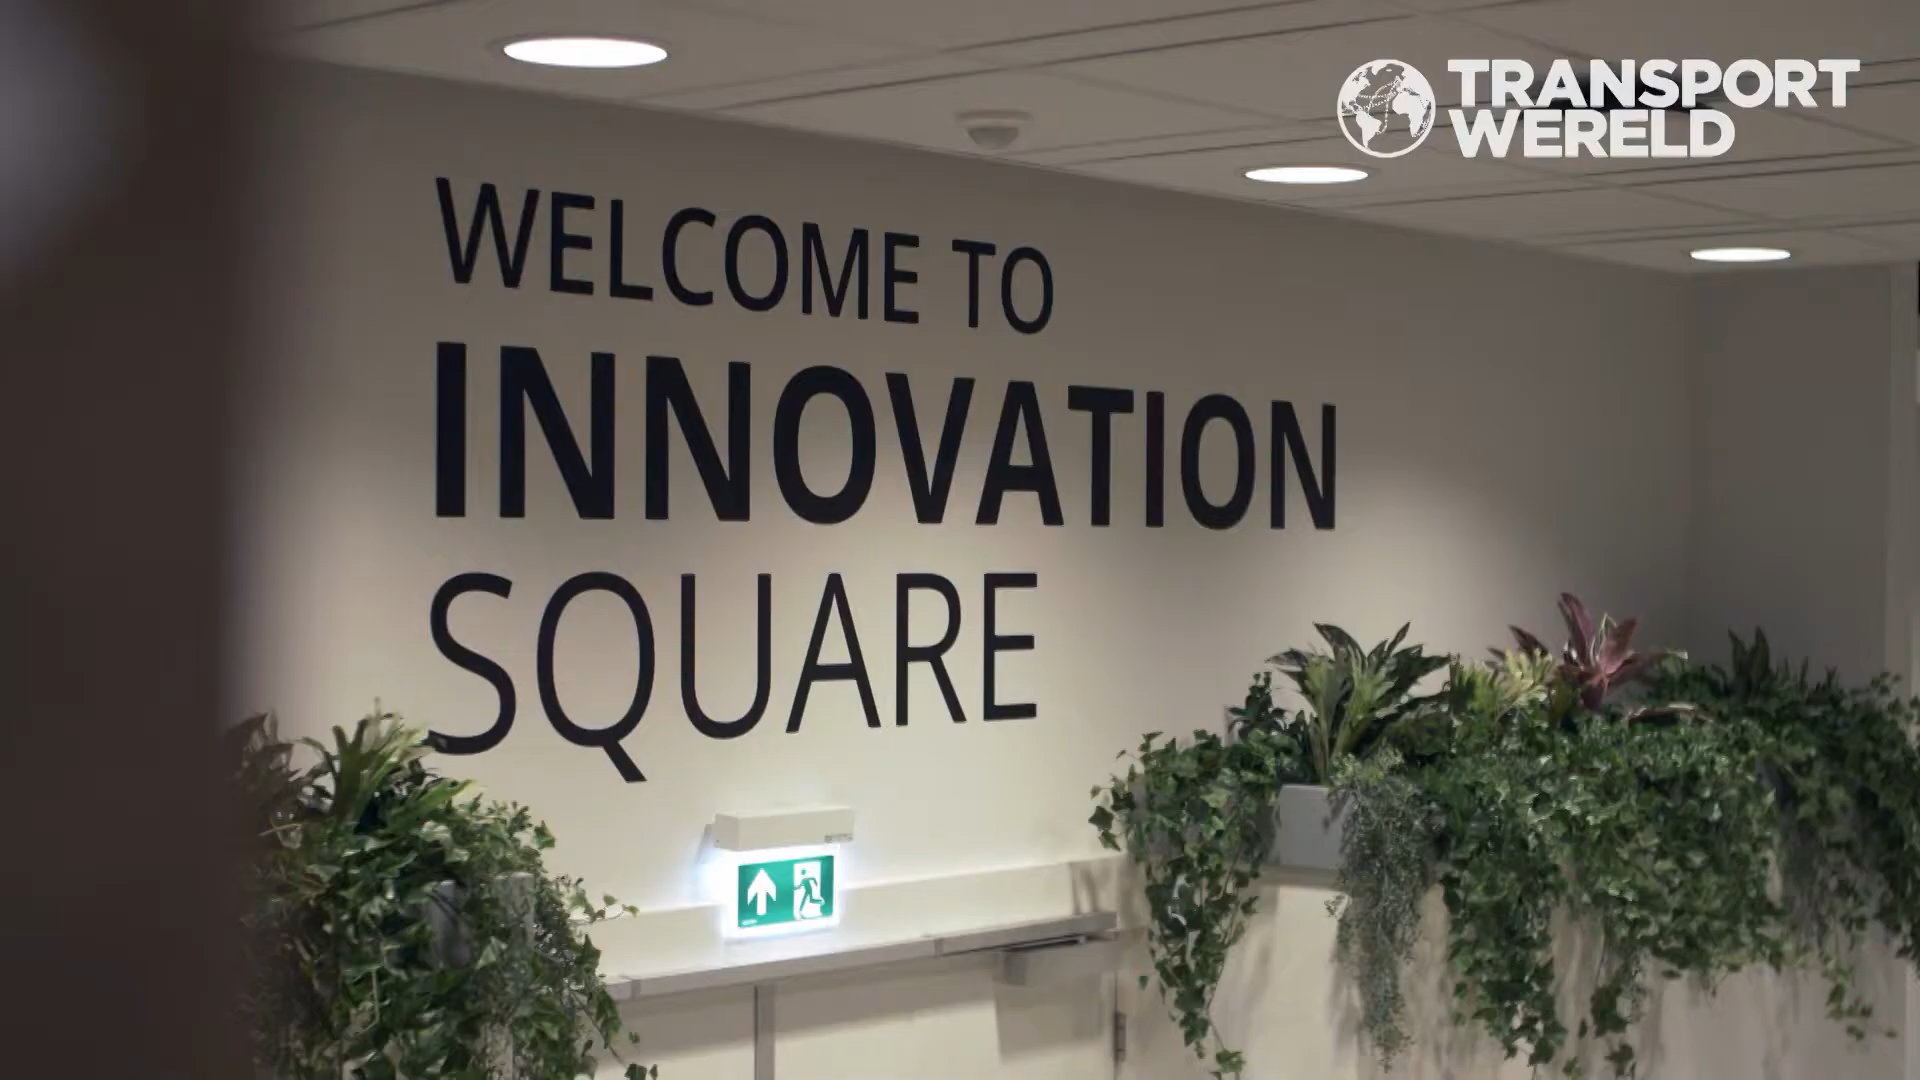 TRANSPORT
WERELD
WELCOME TO
INNOVATION
SQUARE